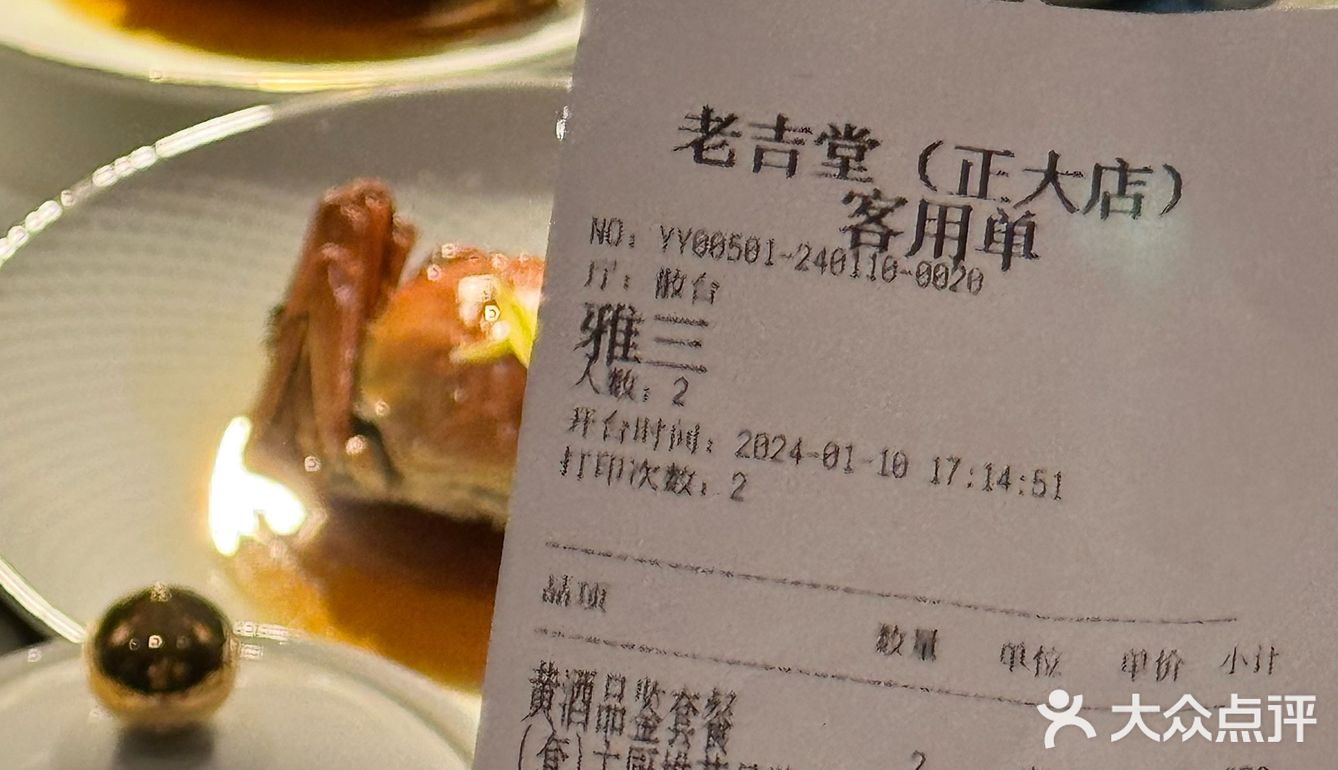 老吉堂（正大店）
客用单
NO：YY00501-240110-0020
厅：散台
雅三
人数：2
开台时间：2024-01-10 17:14:51
打印次数：2
品项 数量 单位 单价 小计
黄酒品鉴套餐
(套) 2
大众点评